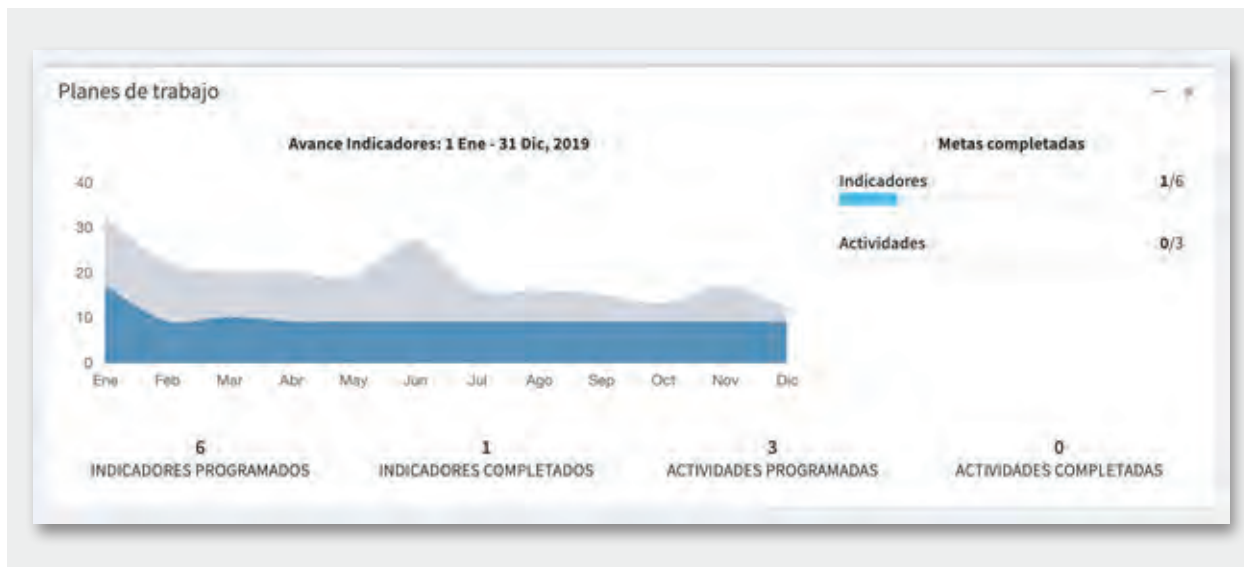 Planes de trabajo
Avance Indicadores: 1 Ene - 31 Dic, 2019
40
30
20
10
0
Ene Feb Mar Abr May Jun Jul Ago Sep Oct Nov Dic
Metas completadas
Indicadores 1/6
Actividades 0/3
6
INDICADORES PROGRAMADOS
1
INDICADORES COMPLETADOS
3
ACTIVIDADES PROGRAMADAS
0
ACTIVIDADES COMPLETADAS